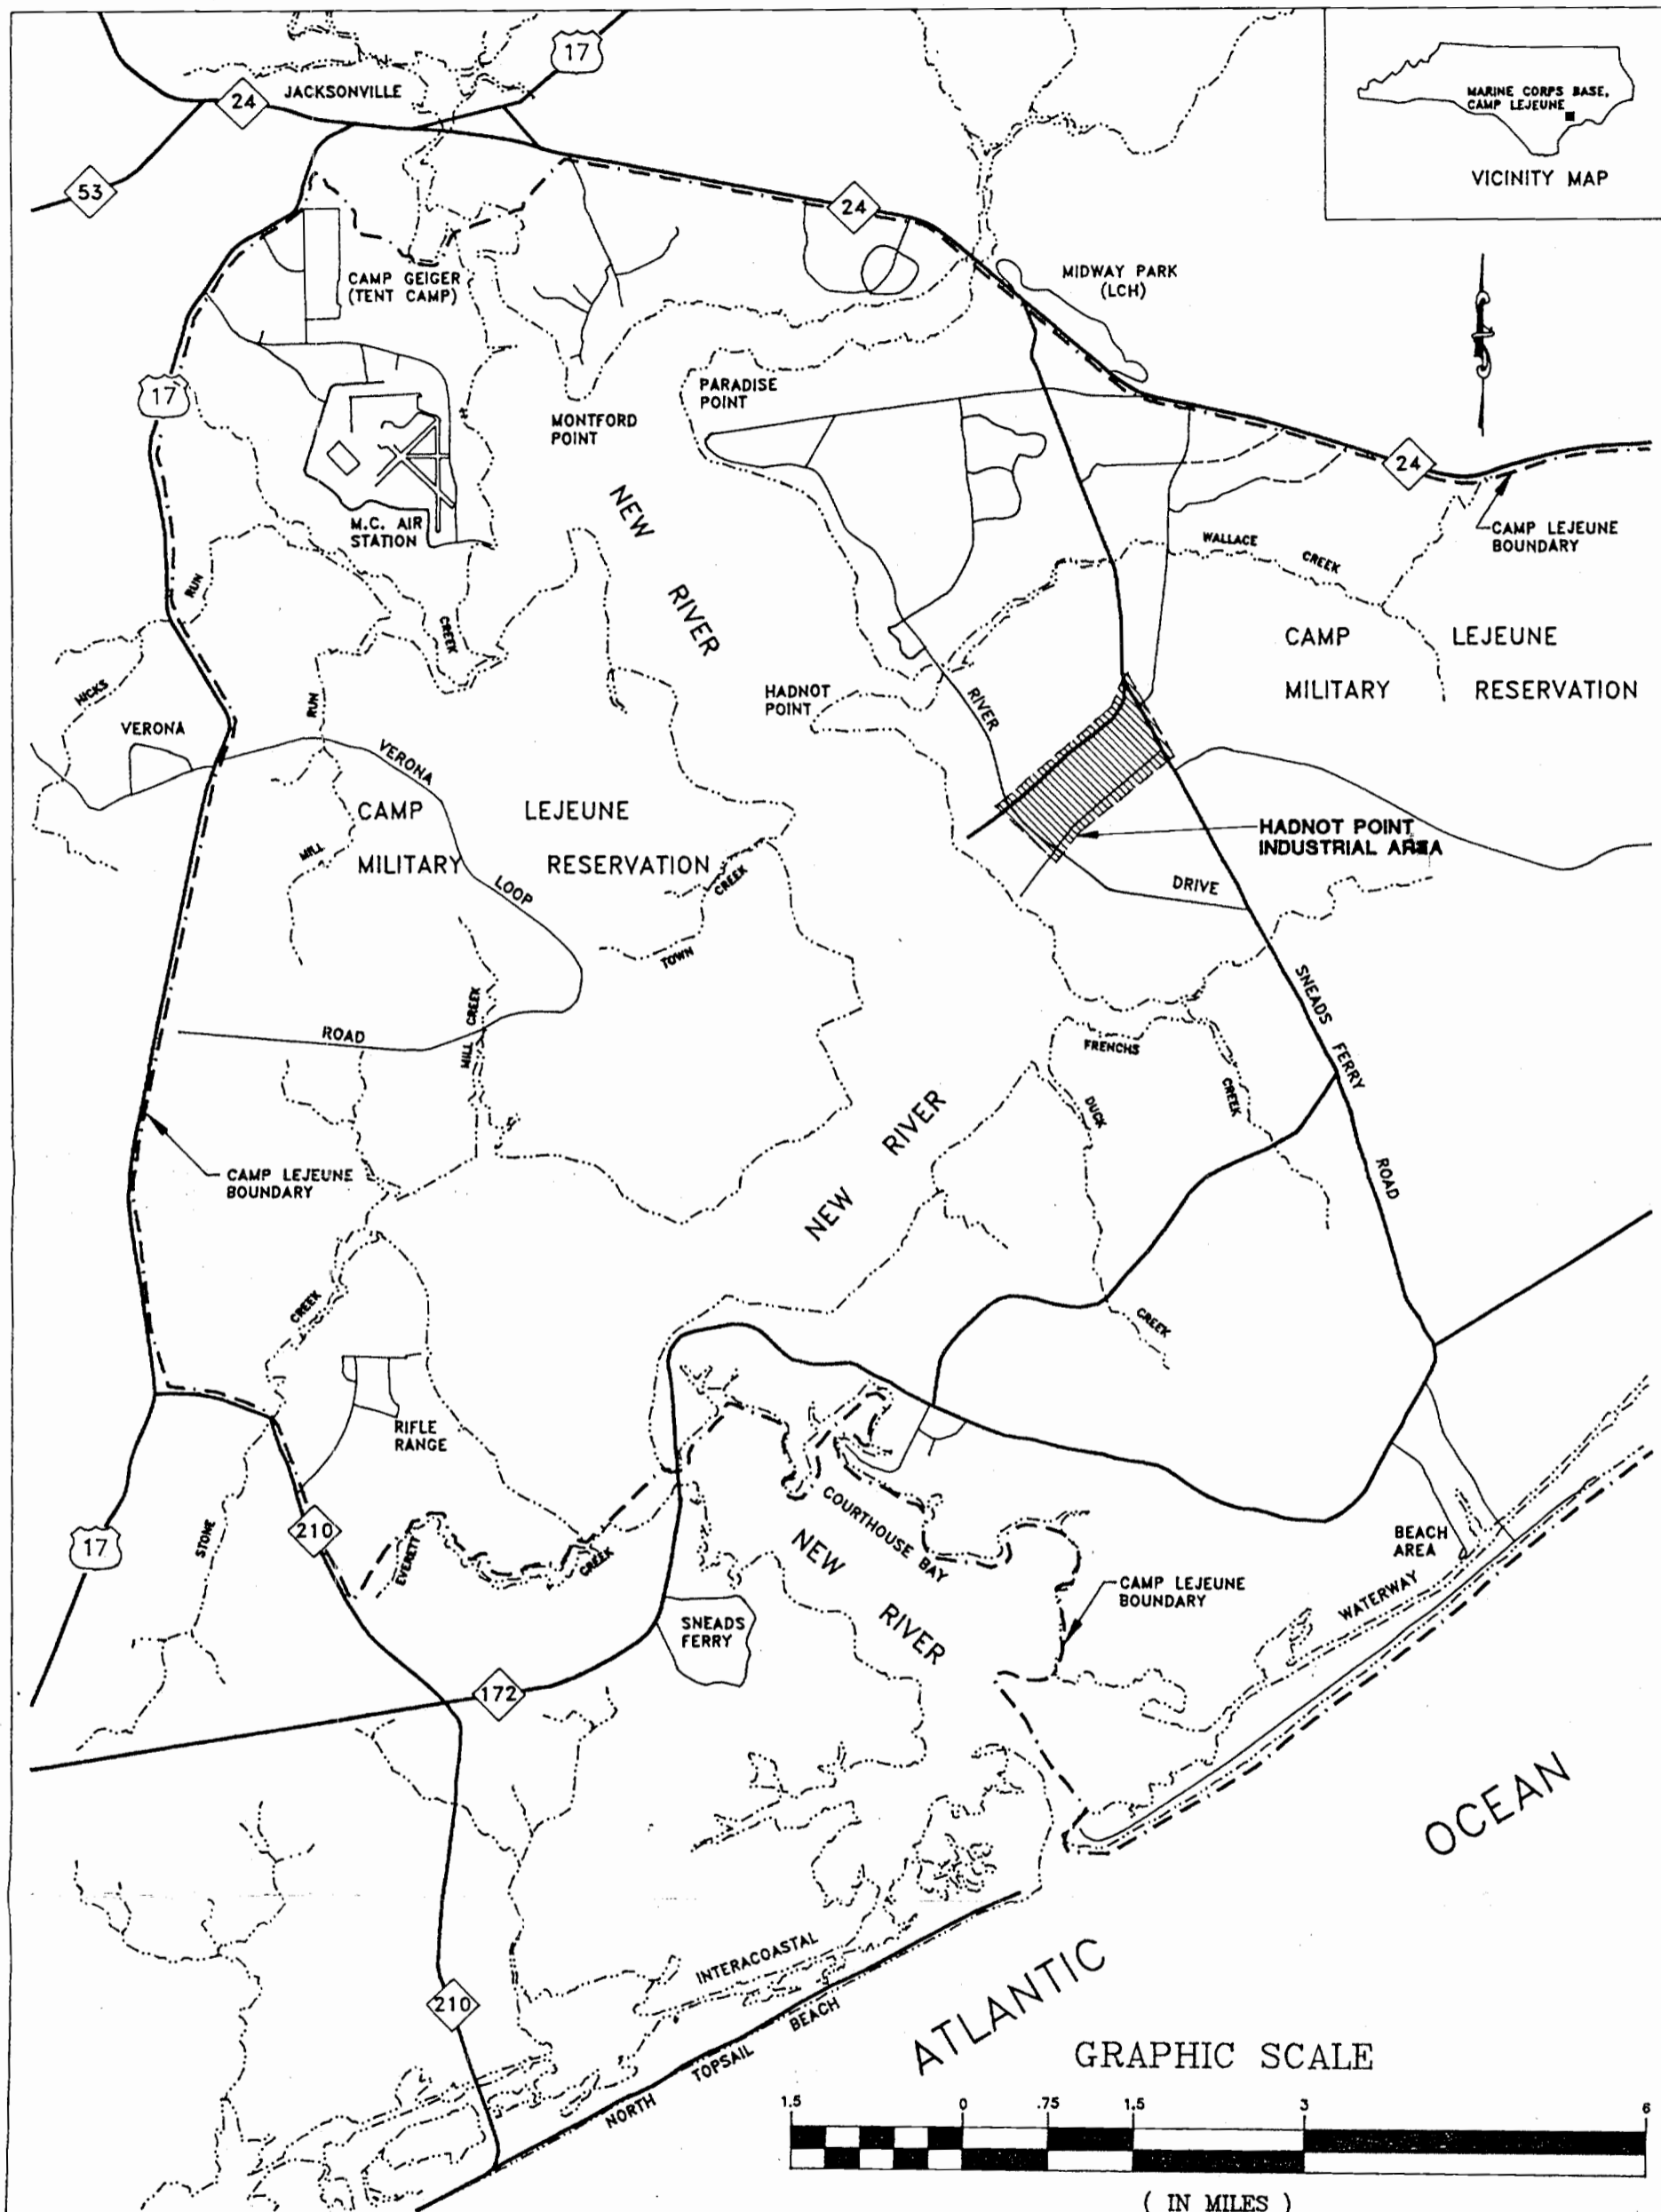 17
24
JACKSONVILLE
53
MARINE CORPS BASE,
CAMP LEJEUNE
VICINITY MAP
24
CAMP GEIGER
(TENT CAMP)
MIDWAY PARK
(LCH)
17
PARADISE
POINT
MONTFORD
POINT
24
M.C. AIR
STATION
NEW
RIVER
CAMP LEJEUNE
BOUNDARY
WALLACE
CREEK
RUN
CREEK
CAMP LEJEUNE
MILITARY RESERVATION
HICKS
RUN
HADNOT
POINT
RIVER
VERONA
VERONA
CAMP LEJEUNE
MILITARY RESERVATION
MILL
LOOP
CREEK
TOWN
HADNOT POINT
INDUSTRIAL AREA
DRIVE
SNEADS
FERRY
ROAD
MILL CREEK
ROAD
FRENCHS
CREEK
DUCK
CREEK
RIVER
NEW
CAMP LEJEUNE
BOUNDARY
CREEK
RIFLE
RANGE
17
STONE
210
EVERETT
CREEK
COURTHOUSE BAY
NEW
RIVER
BEACH
AREA
CAMP LEJEUNE
BOUNDARY
WATERWAY
SNEADS
FERRY
172
OCEAN
ATLANTIC
INTERACOASTAL
210
NORTH TOPSAIL BEACH
GRAPHIC SCALE
1.5 0 .75 1.5 3 6
( IN MILES )